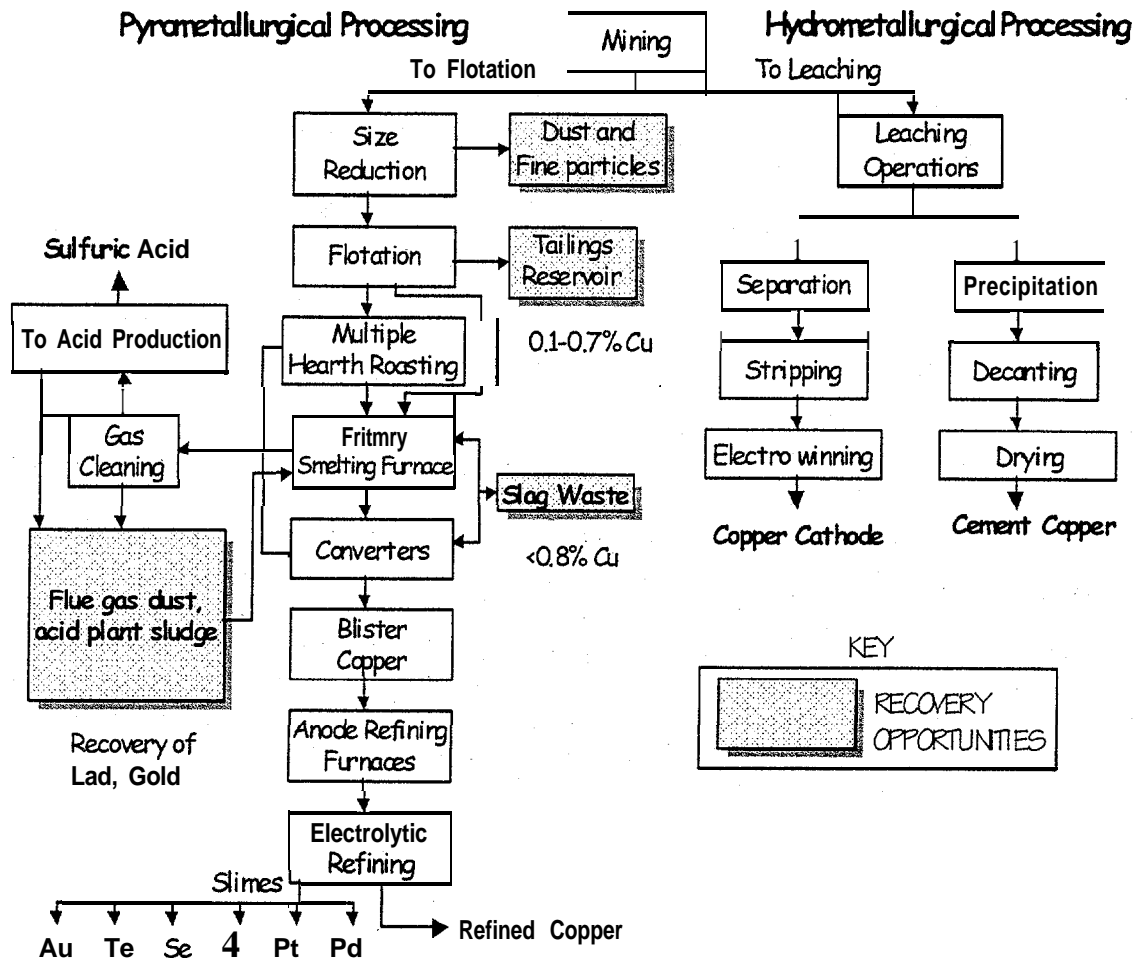 Pyrometallurgical Processing
Mining
Hydrometallurgical Processing
To Flotation
To Leaching
Size
Reduction
Dust and
Fine particles
Leaching
Operations
Sulfuric Acid
Flotation
Tailings
Reservoir
Separation
Precipitation
To Acid Production
Multiple
Hearth Roasting
0.1-0.7% Cu
Stripping
Decanting
Gas
Cleaning
Fritmry
Smelting Furnace
Slag Waste
Electro winning
Drying
Converters
<0.8% Cu
Copper Cathode
Cement Copper
Flue gas dust,
acid plant sludge
Blister
Copper
KEY
RECOVERY
OPPORTUNITIES
Recovery of
Lad, Gold
Anode Refining
Furnaces
Electrolytic
Refining
Slimes
Refined Copper
Au Te Se 4 Pt Pd